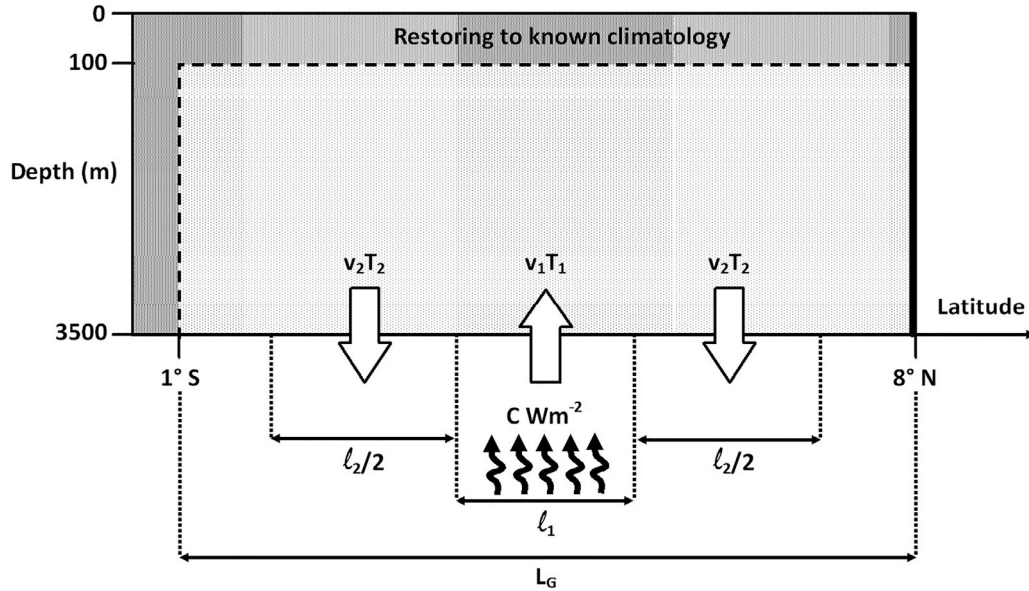 0
Restoring to known climatology
100
Depth (m)
v₂T₂ v₁T₁ v₂T₂
Latitude
3500
1° S 8° N
C Wm⁻²
ℓ₂/2 ℓ₂/2
ℓ₁
L_G